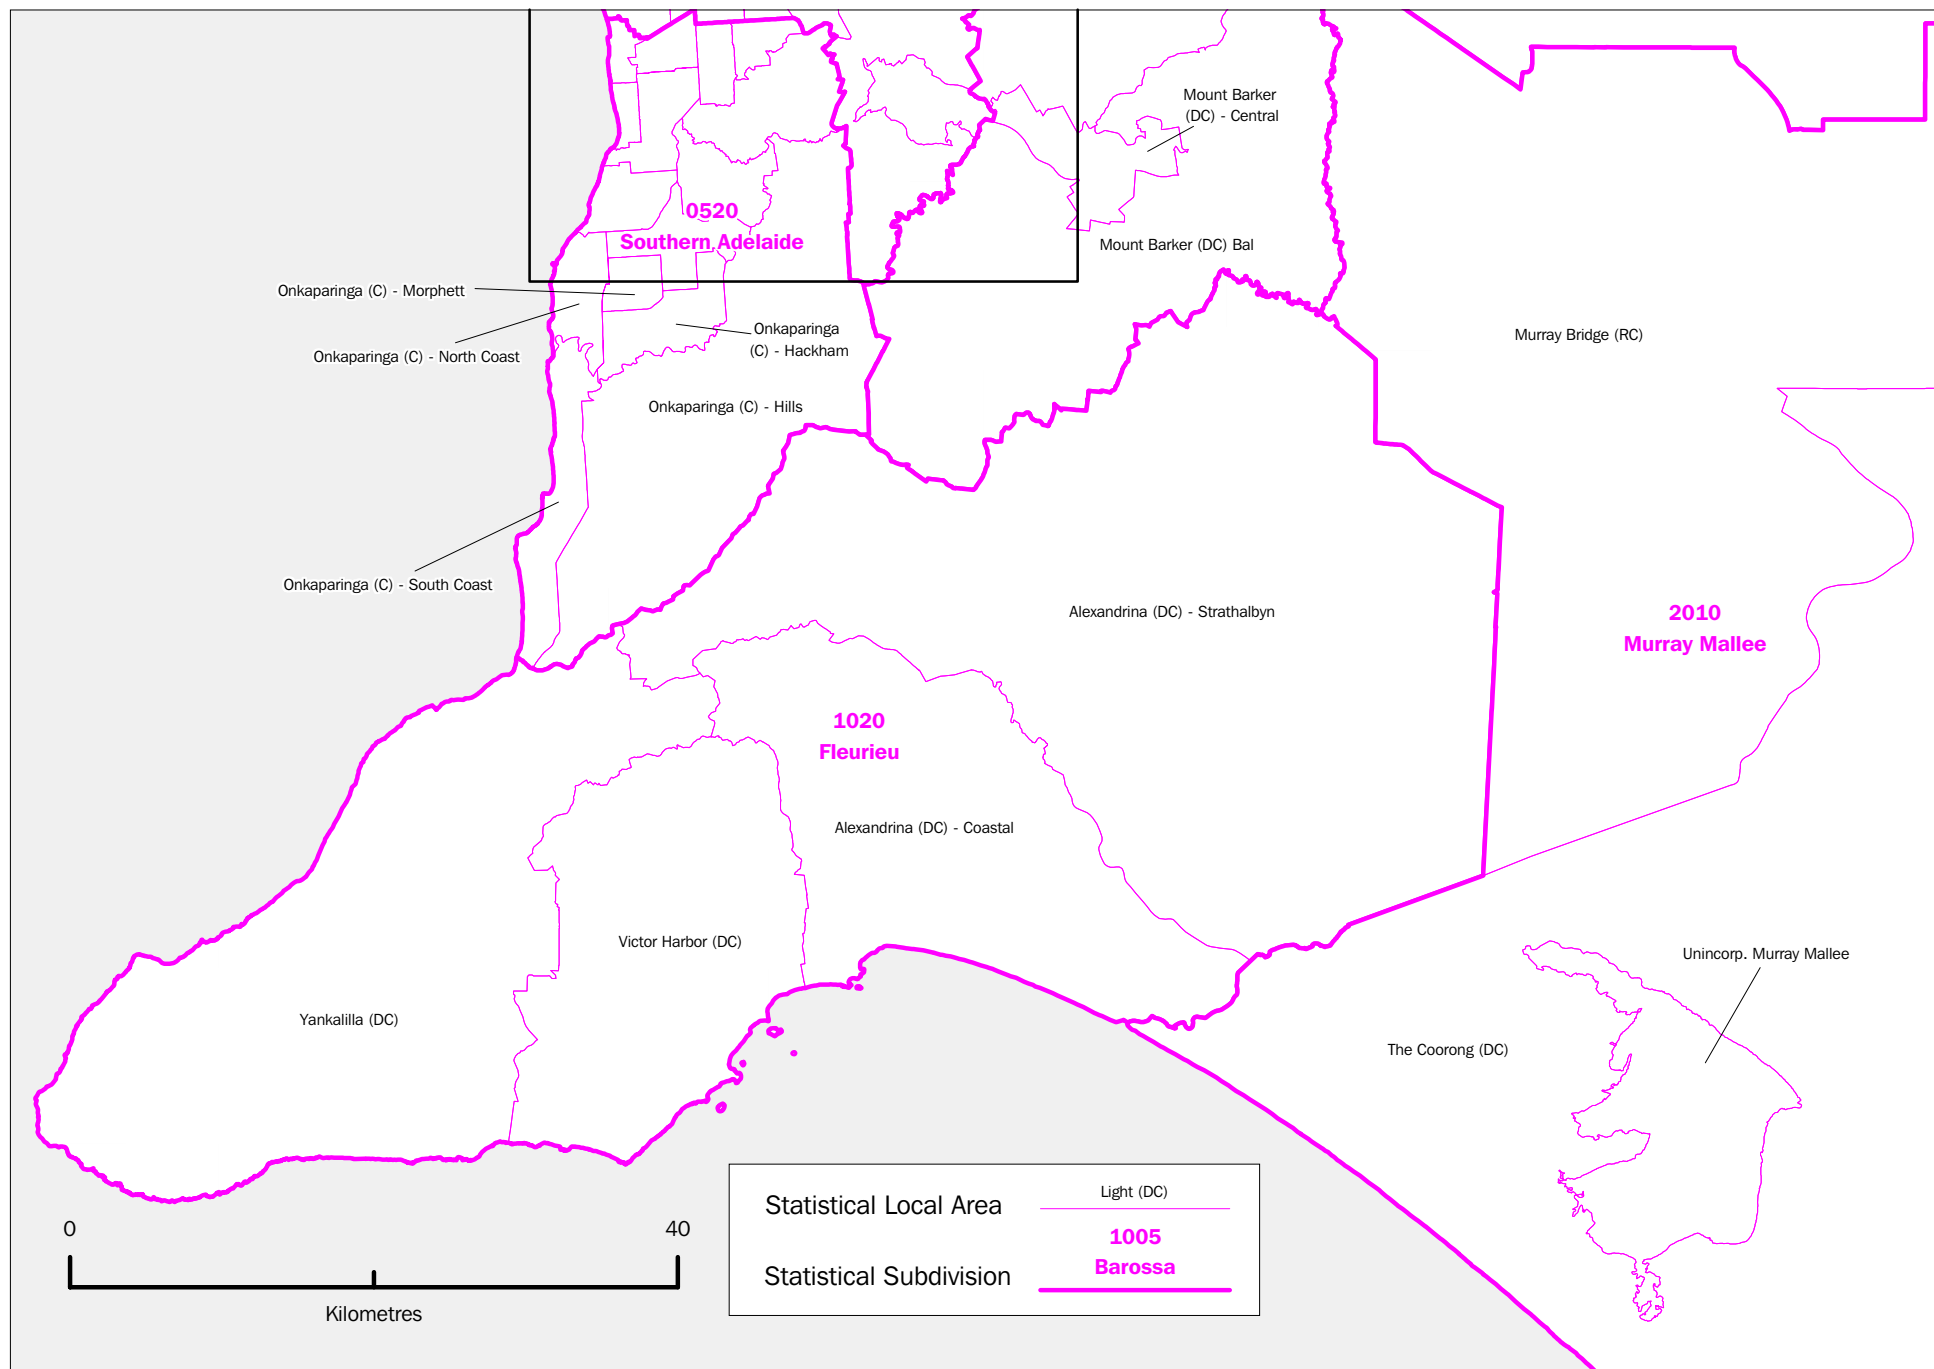 Mount Barker
(DC) - Central
0520
Southern Adelaide
Mount Barker (DC) Bal
Onkaparinga (C) - Morphett
Onkaparinga
(C) - Hackham
Onkaparinga (C) - North Coast
Murray Bridge (RC)
Onkaparinga (C) - Hills
Onkaparinga (C) - South Coast
Alexandrina (DC) - Strathalbyn
2010
Murray Mallee
1020
Fleurieu
Alexandrina (DC) - Coastal
Victor Harbor (DC)
Unincorp. Murray Mallee
Yankalilla (DC)
The Coorong (DC)
0
40
Kilometres
Statistical Local Area
Light (DC)
1005
Barossa
Statistical Subdivision